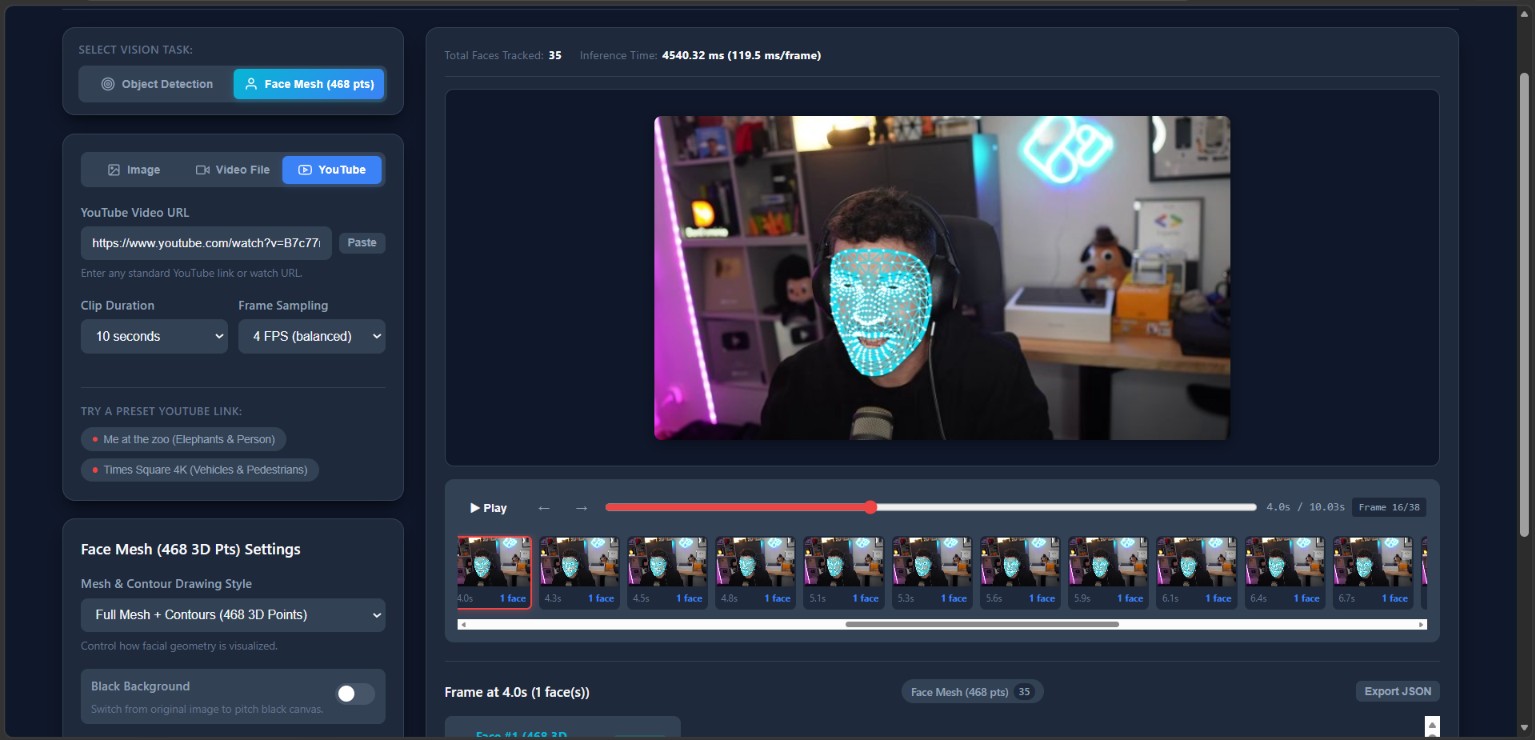 SELECT VISION TASK:
Object Detection
Face Mesh (468 pts)
Image
Video File
YouTube
YouTube Video URL
https://www.youtube.com/watch?v=B7c77
Paste
Enter any standard YouTube link or watch URL.
Clip Duration
Frame Sampling
10 seconds
4 FPS (balanced)
TRY A PRESET YOUTUBE LINK:
Me at the zoo (Elephants & Person)
Times Square 4K (Vehicles & Pedestrians)
Face Mesh (468 3D Pts) Settings
Mesh & Contour Drawing Style
Full Mesh + Contours (468 3D Points)
Control how facial geometry is visualized.
Black Background
Switch from original image to pitch black canvas.
Total Faces Tracked: 35 Inference Time: 4540.32 ms (119.5 ms/frame)
Play
← →
4.0s / 10.03s
Frame 16/38
4.0s 1 face
4.3s 1 face
4.5s 1 face
4.8s 1 face
5.1s 1 face
5.3s 1 face
5.6s 1 face
5.9s 1 face
6.1s 1 face
6.4s 1 face
6.7s 1 face
Frame at 4.0s (1 face(s))
Face Mesh (468 pts) 35
Export JSON
Face #1 (468 3D